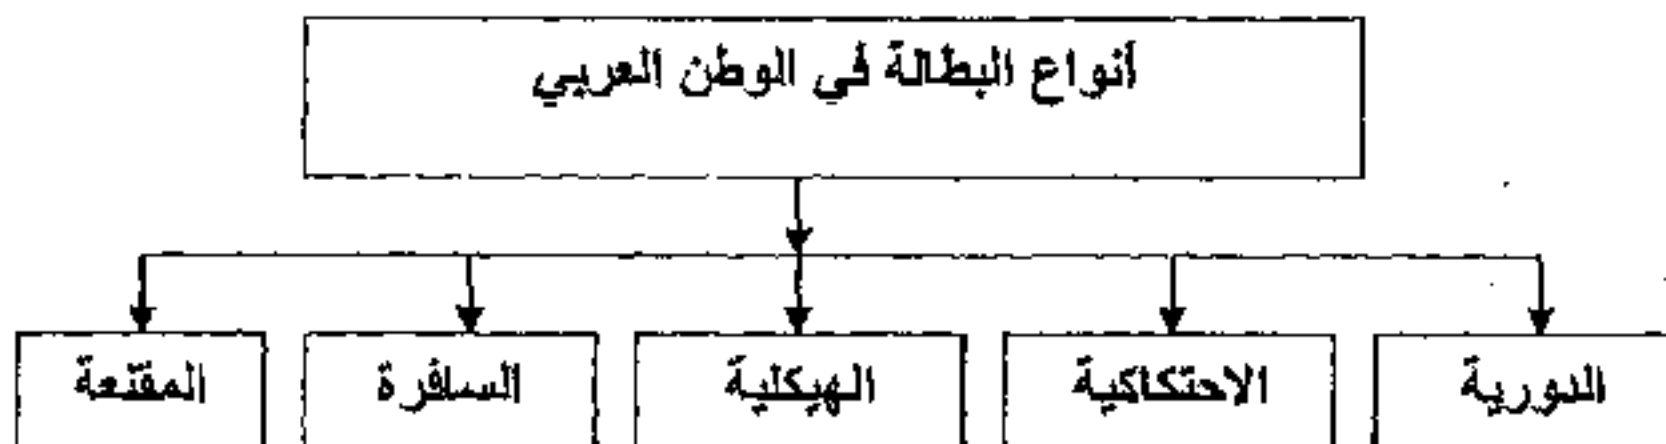 أنواع البطالة في الوطن العربي
الدورية
الاحتكاكية
الهيكلية
السافرة
المقنعة